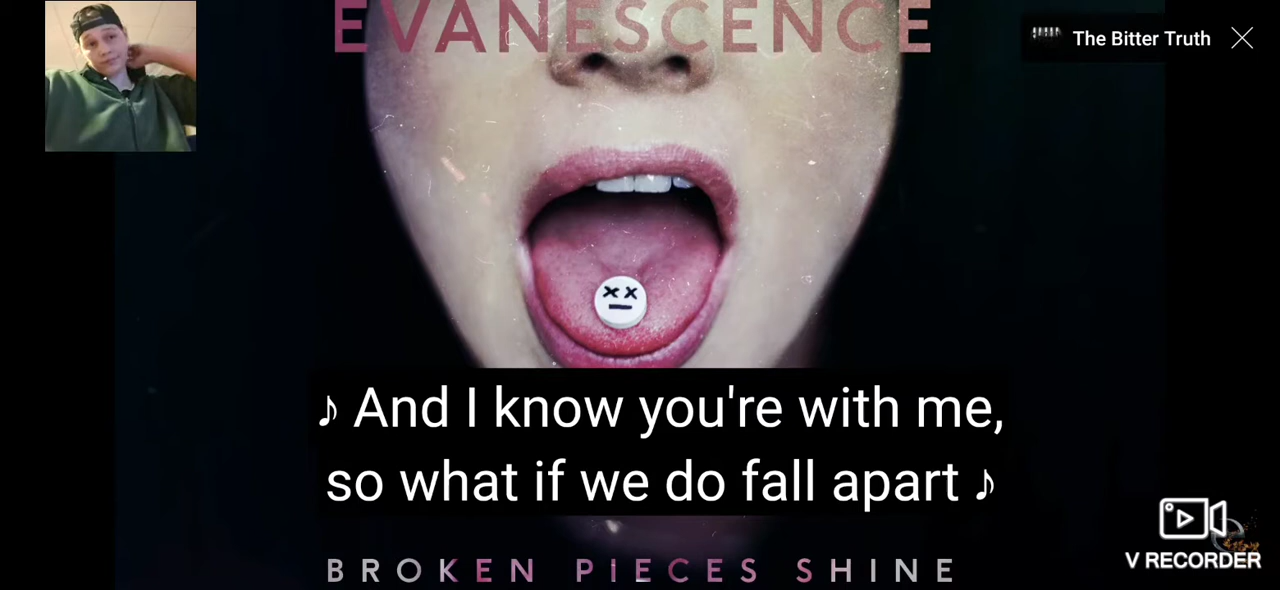 EVANESCENCE
The Bitter Truth
♪ And I know you're with me,
so what if we do fall apart ♪
BROKEN PIECES SHINE
V RECORDER